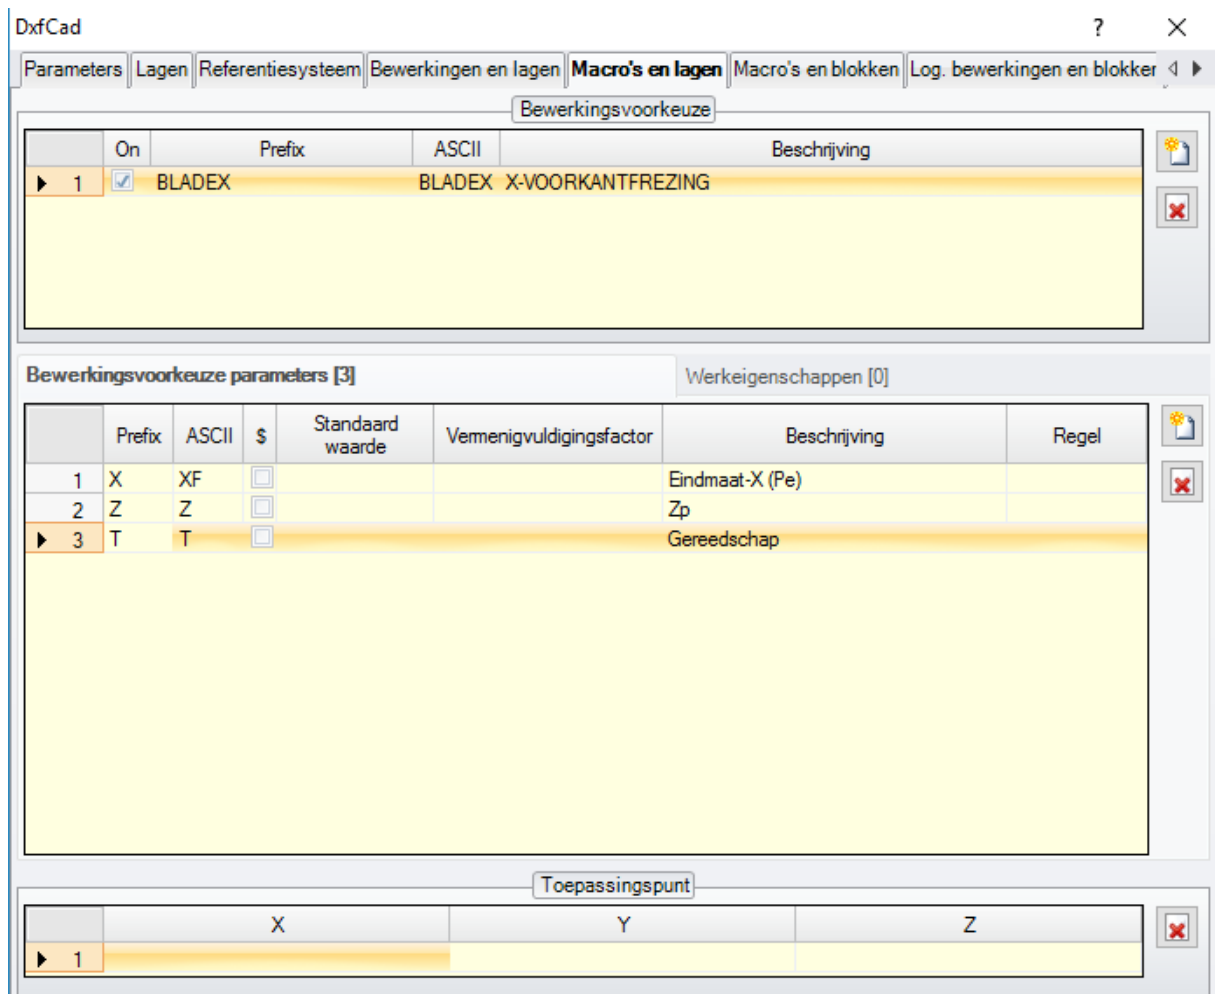 DxfCad ?
Parameters Lagen Referentiesysteem Bewerkingen en lagen Macro's en lagen Macro's en blokken Log. bewerkingen en blokker
Bewerkingsvoorkeuze
On Prefix ASCII Beschrijving
1 BLADEX BLADEX X-VOORKANTFREZING
Bewerkingsvoorkeuze parameters [3] Werkeigenschappen [0]
Prefix ASCII $ Standaard waarde Vermenigvuldigingsfactor Beschrijving Regel
1 X XF Eindmaat-X (Pe)
2 Z Z Zp
3 T T Gereedschap
Toepassingspunt
X Y Z
1